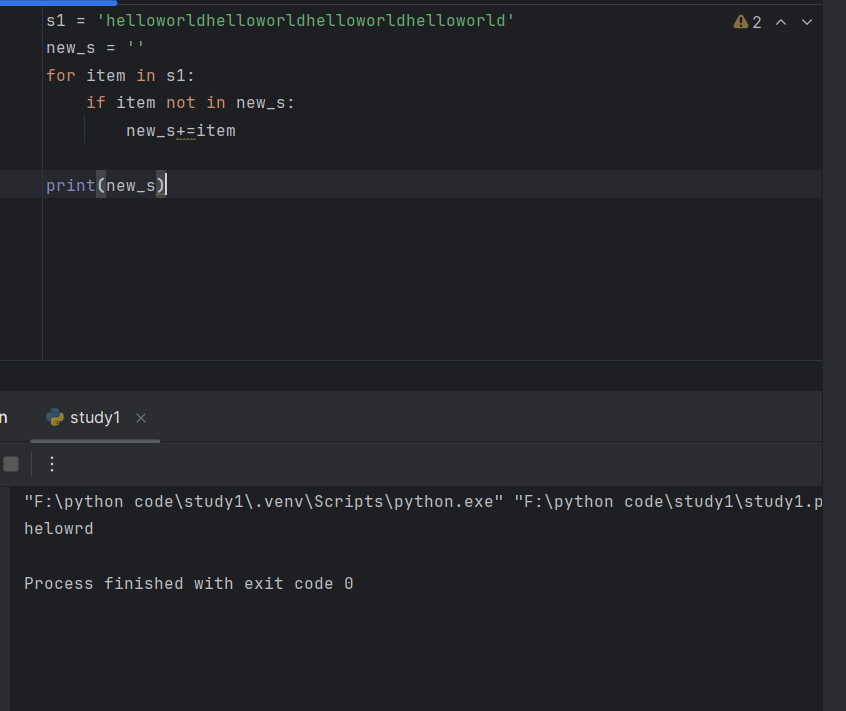 s1 = 'helloworldhelloworldhelloworldhelloworld'
2
new_s = ''
for item in s1:
    if item not in new_s:
        new_s+=item
print(new_s)
n
study1
"F:\python code\study1\.venv\Scripts\python.exe" "F:\python code\study1\study1.p
helowrd
Process finished with exit code 0